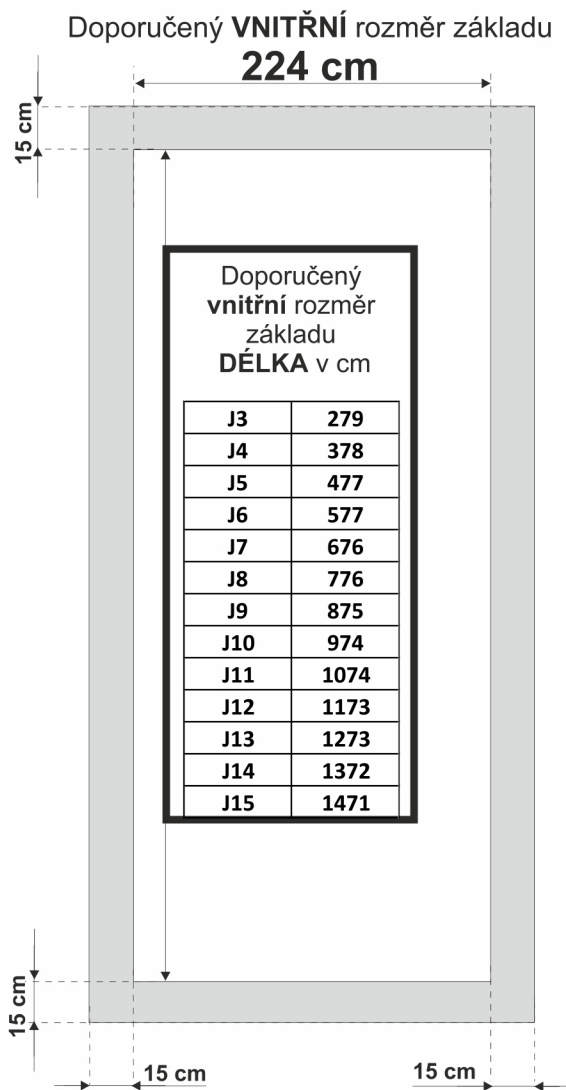 Doporučený VNITŘNÍ rozměr základu
224 cm
15 cm
Doporučený
vnitřní rozměr
základu
DÉLKA v cm
J3 279
J4 378
J5 477
J6 577
J7 676
J8 776
J9 875
J10 974
J11 1074
J12 1173
J13 1273
J14 1372
J15 1471
15 cm
15 cm
15 cm